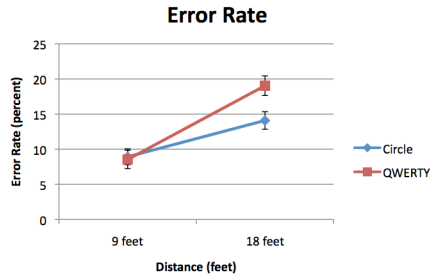 Error Rate
25
20
15
10
5
0
Error Rate (percent)
9 feet
18 feet
Distance (feet)
Circle
QWERTY